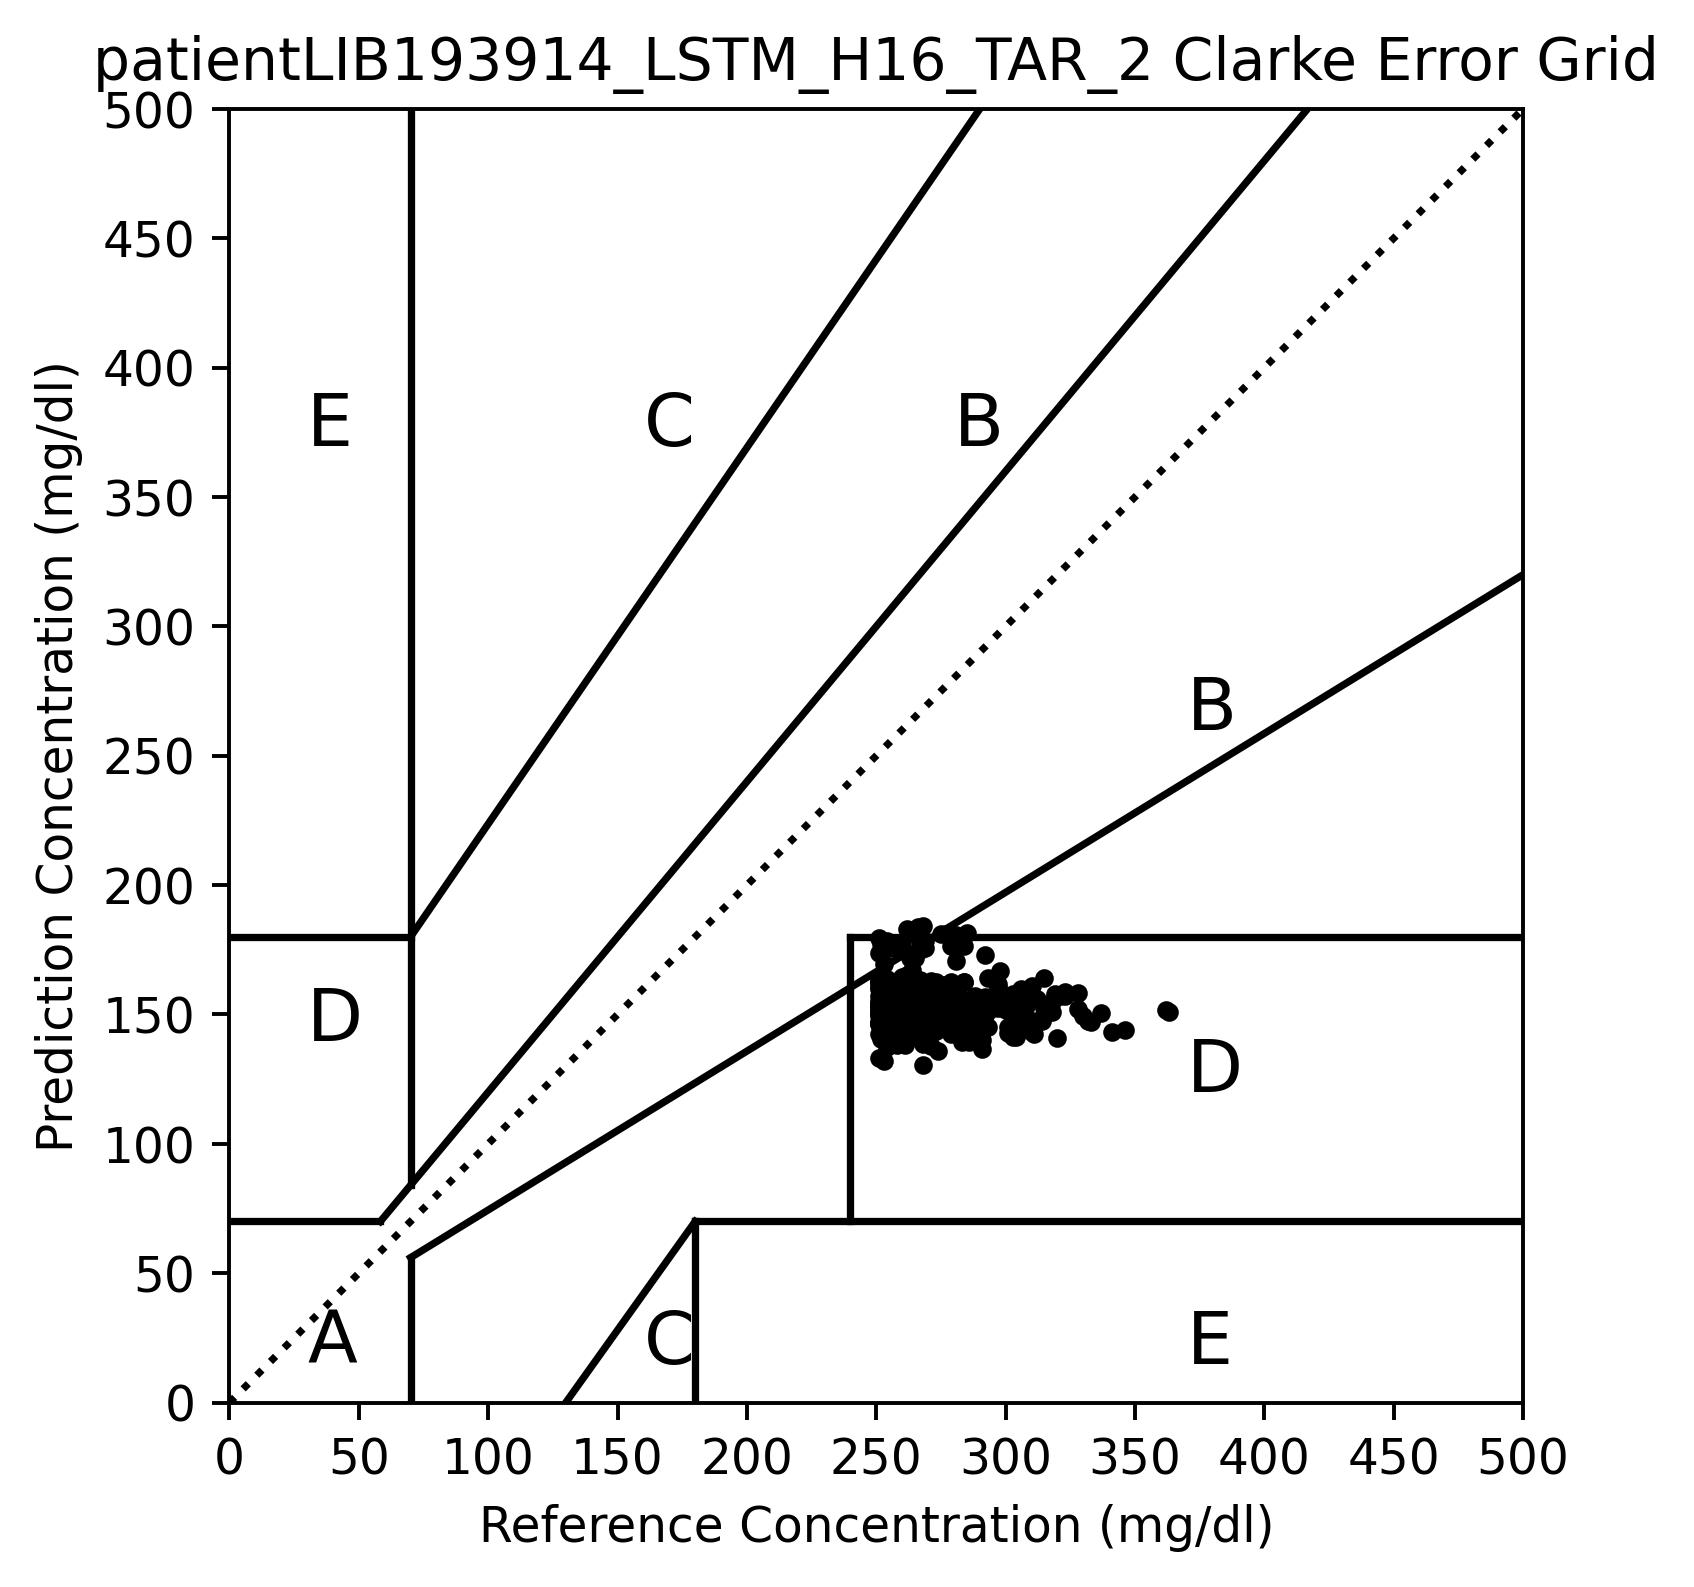 patientLIB193914_LSTM_H16_TAR_2 Clarke Error Grid
500
450
400
350
300
250
200
150
100
50
0
Prediction Concentration (mg/dl)
E
C
B
B
D
D
A
C
E
0 50 100 150 200 250 300 350 400 450 500
Reference Concentration (mg/dl)